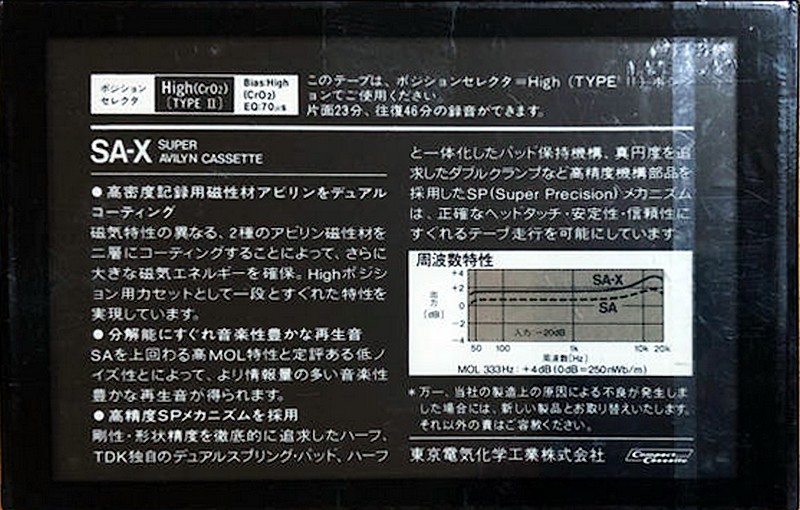 ポジション
セレクタ
High(CrO2)
[TYPE II]
Bias:High
(CrO2)
EQ:70μs
このテープは、ポジションセレクタ=High (TYPE II)ポジシ
ョンでご使用ください。
片面23分、往復46分の録音ができます。
SA-X SUPER
AVILYN CASSETTE
●高密度記録用磁性材アビリンをデュアル
コーティング
磁気特性の異なる、2種のアビリン磁性材を
二層にコーティングすることによって、さらに
大きな磁気エネルギーを確保。Highポジシ
ョン用カセットとして一段とすぐれた特性を
実現しています。
●分解能にすぐれ音楽性豊かな再生音
SAを上回わる高MOL特性と定評ある低ノ
イズ性とによって、より情報量の多い音楽性
豊かな再生音が得られます。
●高精度SPメカニズムを採用
剛性・形状精度を徹底的に追求したハーフ、
TDK独自のデュアルスプリング・パッド、ハーフ
と一体化したパッド保持機構、真円度を追
求したダブルクランプなど高精度機構部品を
採用したSP(Super Precision)メカニズム
は、正確なヘッドタッチ・安定性・信頼性に
すぐれるテープ走行を可能にしています。
周波数特性
出力
(dB)
+4
+2
0
-2
-4
SA-X
SA
入力:-20dB
50 100 1k 10k 20k
周波数(Hz)
MOL 333Hz:+4dB(0dB=250nWb/m)
*万一、当社の製造上の原因による不良が発生しま
した場合には、新しい製品とお取り替えいたします。
それ以外の責はご容赦ください。
東京電気化学工業株式会社
Compact
Cassette